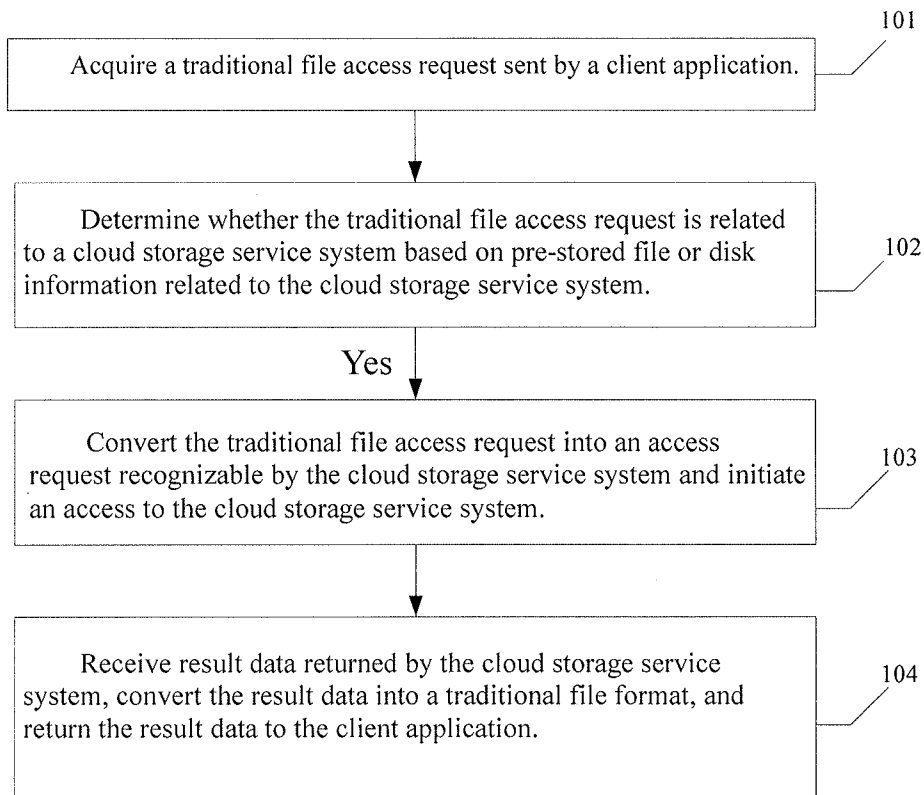 101
Acquire a traditional file access request sent by a client application.
Determine whether the traditional file access request is related
to a cloud storage service system based on pre-stored file or disk
information related to the cloud storage service system.
102
Yes
Convert the traditional file access request into an access
request recognizable by the cloud storage service system and initiate
an access to the cloud storage service system.
103
Receive result data returned by the cloud storage service
system, convert the result data into a traditional file format, and
return the result data to the client application.
104